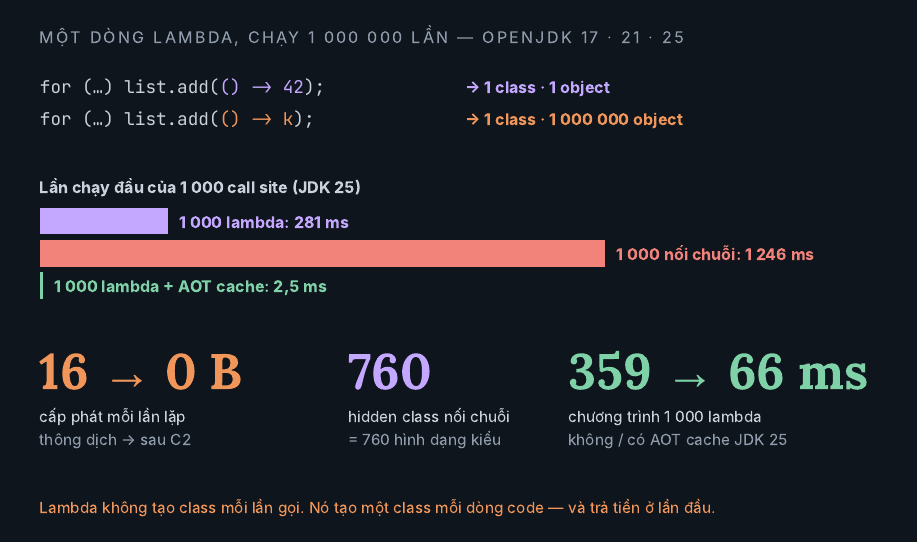 MỘT DÒNG LAMBDA, CHẠY 1 000 000 LẦN — OPENJDK 17 · 21 · 25
for (…) list.add(() -> 42);
→ 1 class · 1 object
for (…) list.add(() -> k);
→ 1 class · 1 000 000 object
Lần chạy đầu của 1 000 call site (JDK 25)
1 000 lambda: 281 ms
1 000 nối chuỗi: 1 246 ms
1 000 lambda + AOT cache: 2,5 ms
16 → 0 B
cấp phát mỗi lần lặp
thông dịch → sau C2
760
hidden class nối chuỗi
= 760 hình dạng kiểu
359 → 66 ms
chương trình 1 000 lambda
không / có AOT cache JDK 25
Lambda không tạo class mỗi lần gọi. Nó tạo một class mỗi dòng code — và trả tiền ở lần đầu.